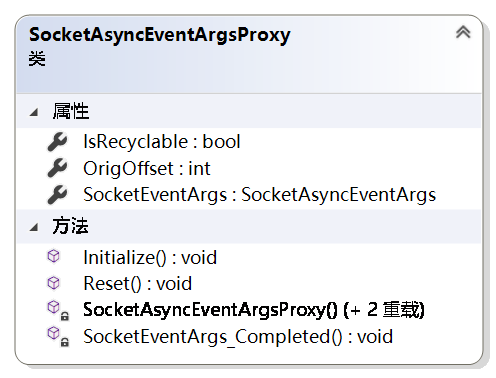 SocketAsyncEventArgsProxy
类
属性
IsRecyclable : bool
OrigOffset : int
SocketEventArgs : SocketAsyncEventArgs
方法
Initialize() : void
Reset() : void
SocketAsyncEventArgsProxy() (+ 2 重载)
SocketEventArgs_Completed() : void